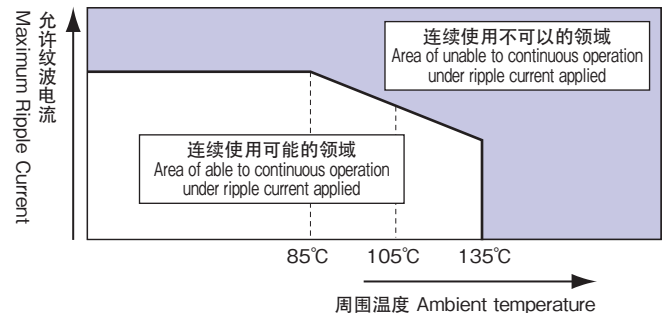 允许纹波电流
Maximum Ripple Current
连续使用不可以的领域
Area of unable to continuous operation
under ripple current applied
连续使用可能的领域
Area of able to continuous operation
under ripple current applied
85℃ 105℃ 135℃
周围温度 Ambient temperature